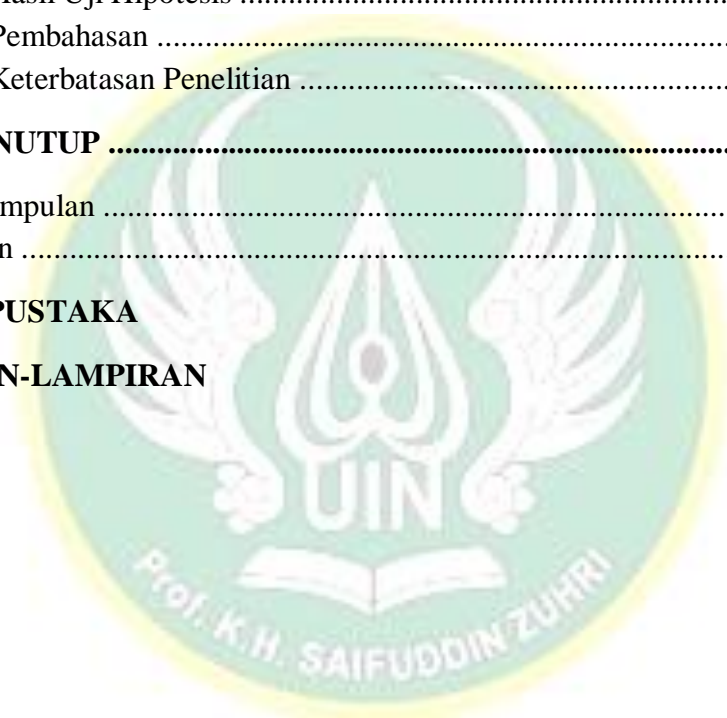 Hasil Uji Hipotesis ....................................................
Pembahasan ....................................................................
Keterbatasan Penelitian ..................................................
NUTUP .............................................................................
mpulan ............................................................................
n .......................................................................................
PUSTAKA
N-LAMPIRAN
UIN
Prof. K.H. SAIFUDDIN ZUHRI